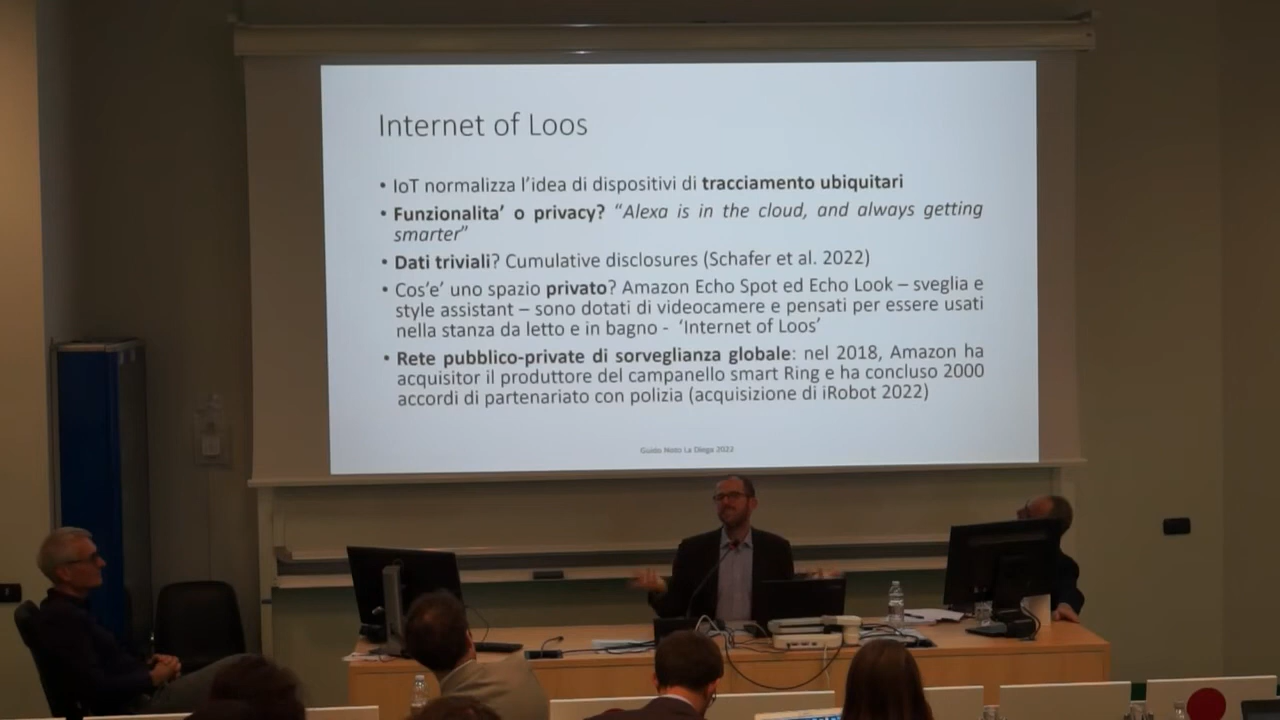 Internet of Loos
• IoT normalizza l'idea di dispositivi di tracciamento ubiquitari
• Funzionalita' o privacy? "Alexa is in the cloud, and always getting
smarter"
• Dati triviali? Cumulative disclosures (Schafer et al. 2022)
• Cos'e' uno spazio privato? Amazon Echo Spot ed Echo Look – sveglia e
style assistant – sono dotati di videocamere e pensati per essere usati
nella stanza da letto e in bagno - 'Internet of Loos'
• Rete pubblico-private di sorveglianza globale: nel 2018, Amazon ha
acquisitor il produttore del campanello smart Ring e ha concluso 2000
accordi di partenariato con polizia (acquisizione di iRobot 2022)
Guido Noto La Diega 2022